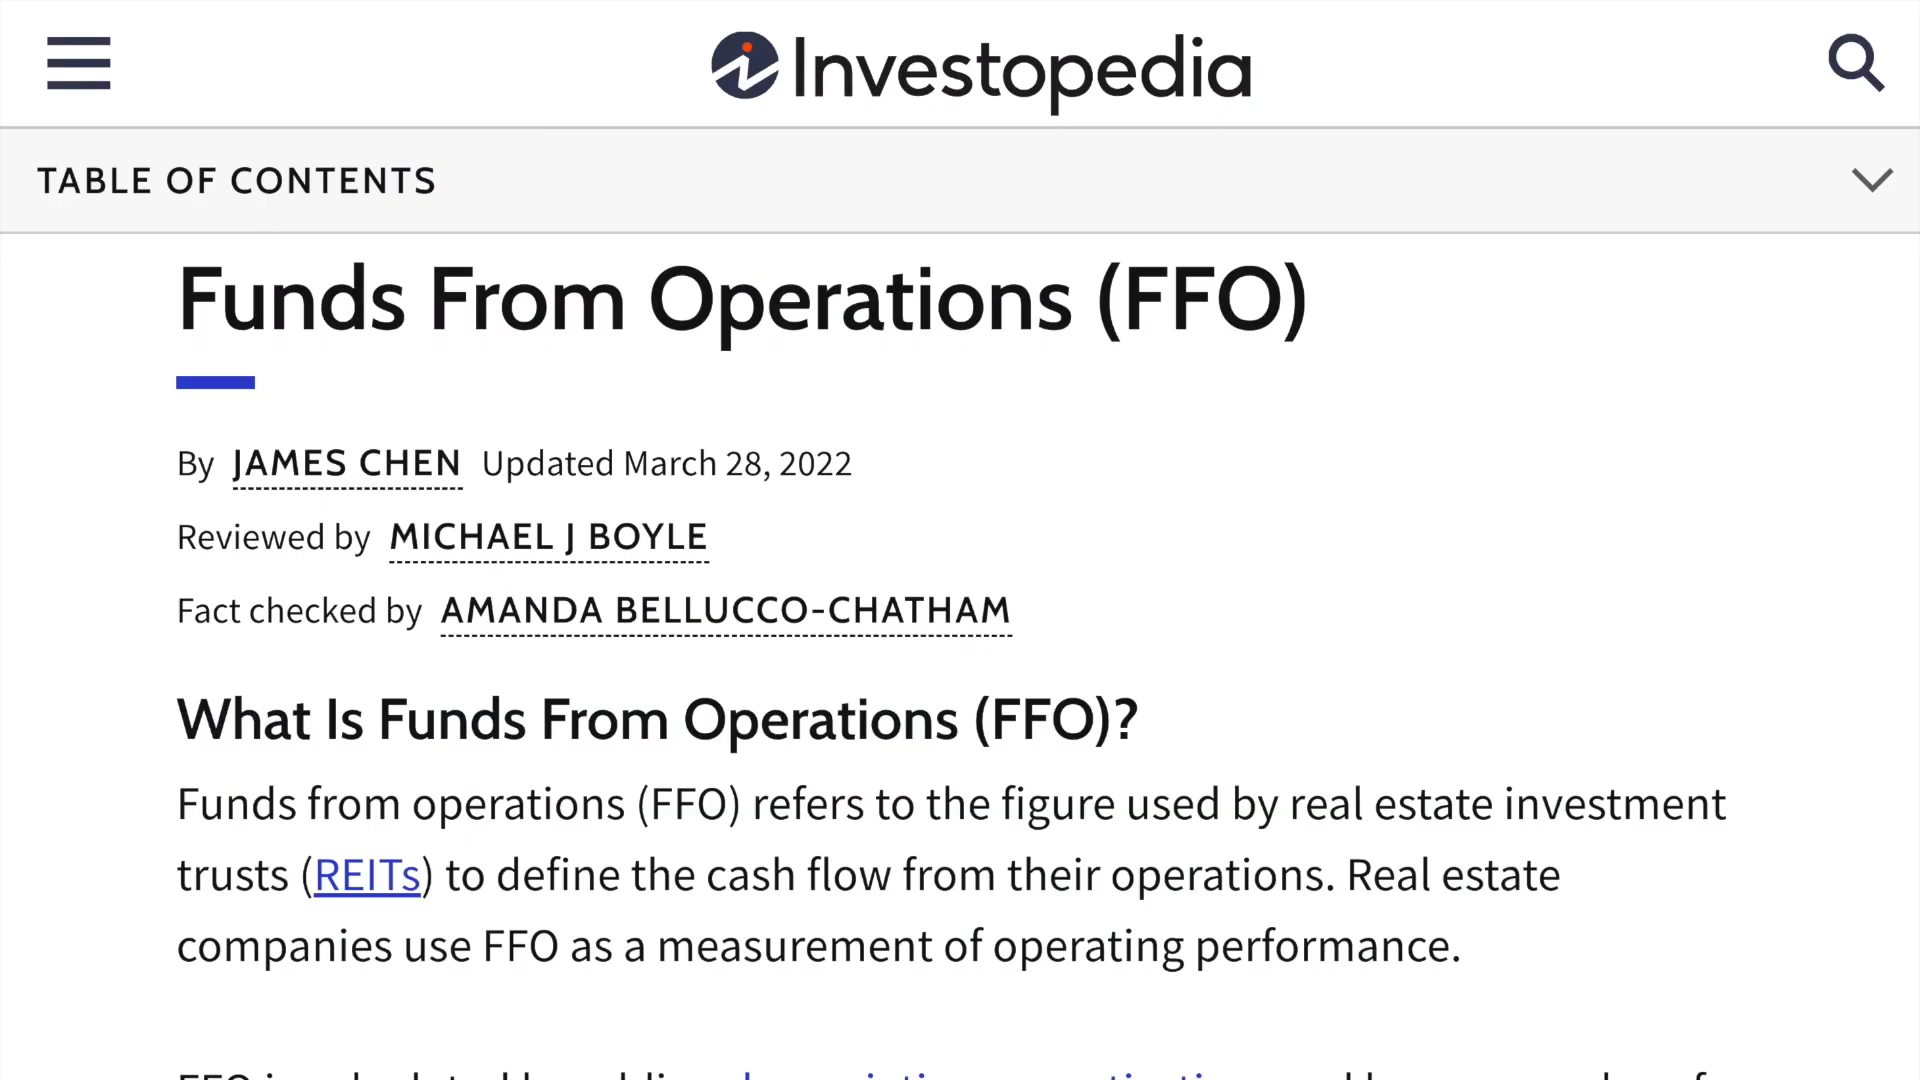 Investopedia
TABLE OF CONTENTS
Funds From Operations (FFO)
By JAMES CHEN Updated March 28, 2022
Reviewed by MICHAEL J BOYLE
Fact checked by AMANDA BELLUCCO-CHATHAM
What Is Funds From Operations (FFO)?
Funds from operations (FFO) refers to the figure used by real estate investment
trusts (REITs) to define the cash flow from their operations. Real estate
companies use FFO as a measurement of operating performance.